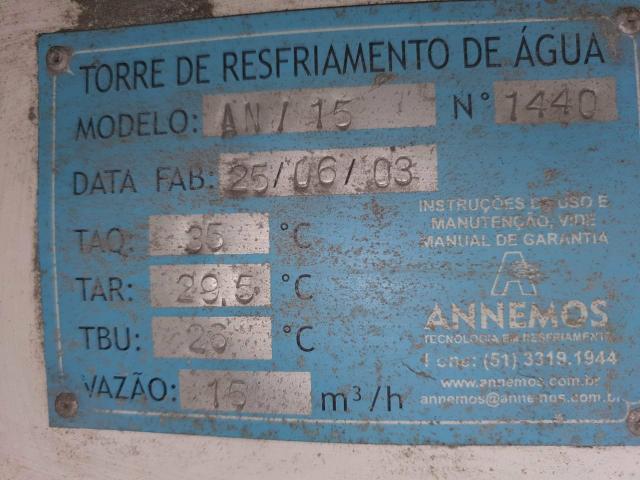 TORRE DE RESFRIAMENTO DE ÁGUA
MODELO: AN / 15 N° 1440
DATA FAB: 25/06/03
TAQ: 35 °C
TAR: 29.5 °C
TBU: 26 °C
VAZÃO: 15 m³/h
INSTRUÇÕES DE USO E
MANUTENÇÃO, VIDE
MANUAL DE GARANTIA
A
ANNEMOS
TECNOLOGIA EM RESFRIAMENTO
Fone: (51) 3319.1944
www.annemos.com.br
annemos@annemos.com.br